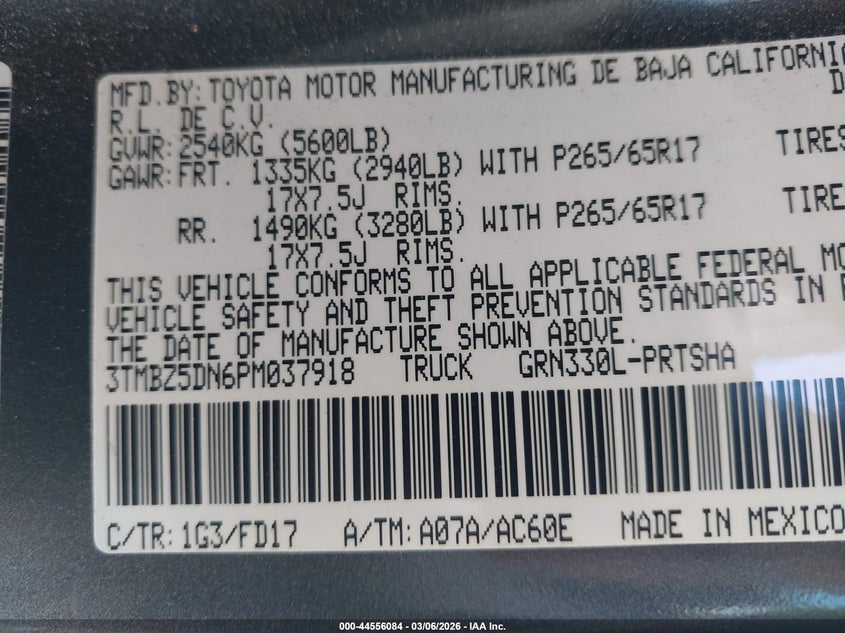 MFD.BY: TOYOTA MOTOR MANUFACTURING DE BAJA CALIFORNIA
R.L. DE C.V.
GVWR: 2540KG (5600LB)
GAWR: FRT. 1335KG (2940LB) WITH P265/65R17 TIRES
17X7.5J RIMS.
RR. 1490KG (3280LB) WITH P265/65R17 TIRE
17X7.5J RIMS.
THIS VEHICLE CONFORMS TO ALL APPLICABLE FEDERAL MO
VEHICLE SAFETY AND THEFT PREVENTION STANDARDS IN
THE DATE OF MANUFACTURE SHOWN ABOVE.
3TMBZ5DN6PM037918 TRUCK GRN330L-PRTSHA
C/TR: 1G3/FD17 A/TM: A07A/AC60E MADE IN MEXICO
000-44556084 | 03/06/2026 - IAA Inc.